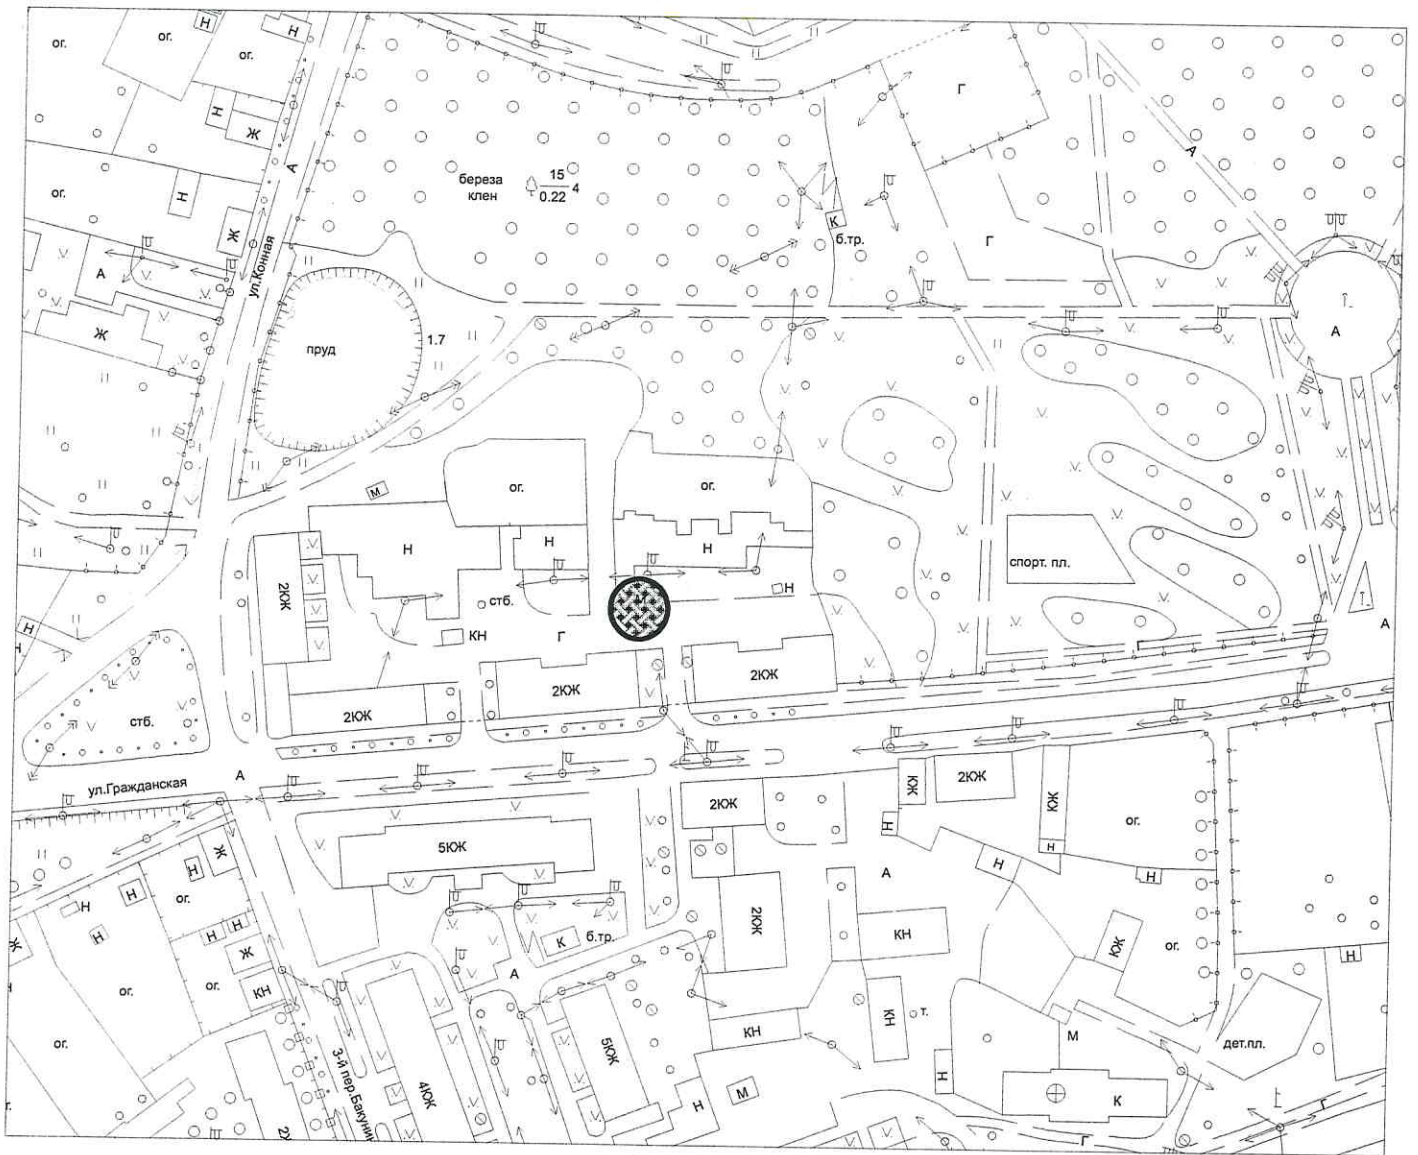 ог.
ог.
Н
Н
ог.
Г
Н
Ж
А
А
береза
клен
15
0.22
4
ог.
Н
К
б.тр.
Г
Ж
ул.Конная
А
А
Ж
пруд
1.7
М
ог.
ог.
Н
Н
Н
2КЖ
спорт. пл.
стб.
М
Н
КН
Г
А
Н
Н
2КЖ
2КЖ
2КЖ
стб.
А
ул.Гражданская
2КЖ
КЖ
2КЖ
КЖ
Н
ог.
5КЖ
Н
Ж
Н
Н
А
Н
ог.
Н
Н
2КЖ
КН
Н
Н
Н
К
б.тр.
КЖ
ог.
Ж
Ж
Н
А
ог.
ог.
КН
КН
т.
КН
М
ог.
5КЖ
дет.пл.
3-й пер.Бакунин
4КЖ
Н
М
Н
К
Г
Г